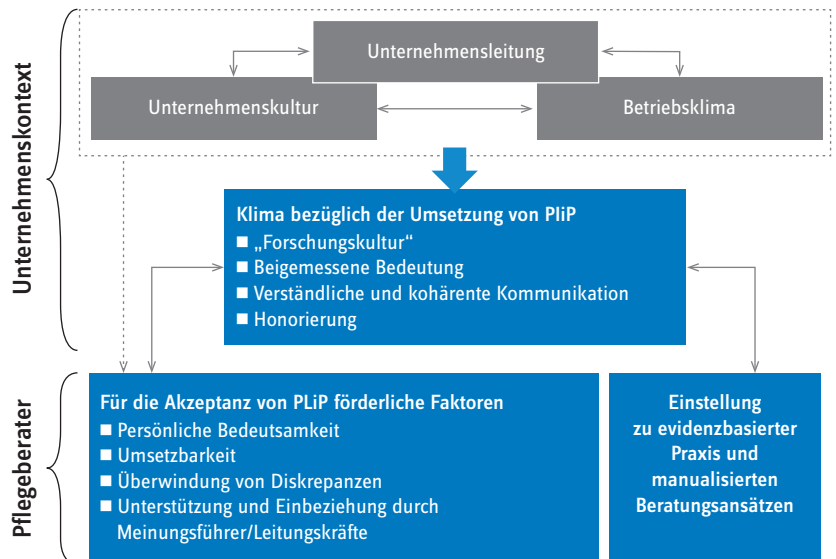 Unternehmenskontext
Unternehmensleitung
Unternehmenskultur
Betriebsklima
Klima bezüglich der Umsetzung von PliP
■ „Forschungskultur“
■ Beigemessene Bedeutung
■ Verständliche und kohärente Kommunikation
■ Honorierung
Pflegeberater
Für die Akzeptanz von PLiP förderliche Faktoren
■ Persönliche Bedeutsamkeit
■ Umsetzbarkeit
■ Überwindung von Diskrepanzen
■ Unterstützung und Einbeziehung durch
Meinungsführer/Leitungskräfte
Einstellung
zu evidenzbasierter
Praxis und
manualisierten
Beratungsansätzen